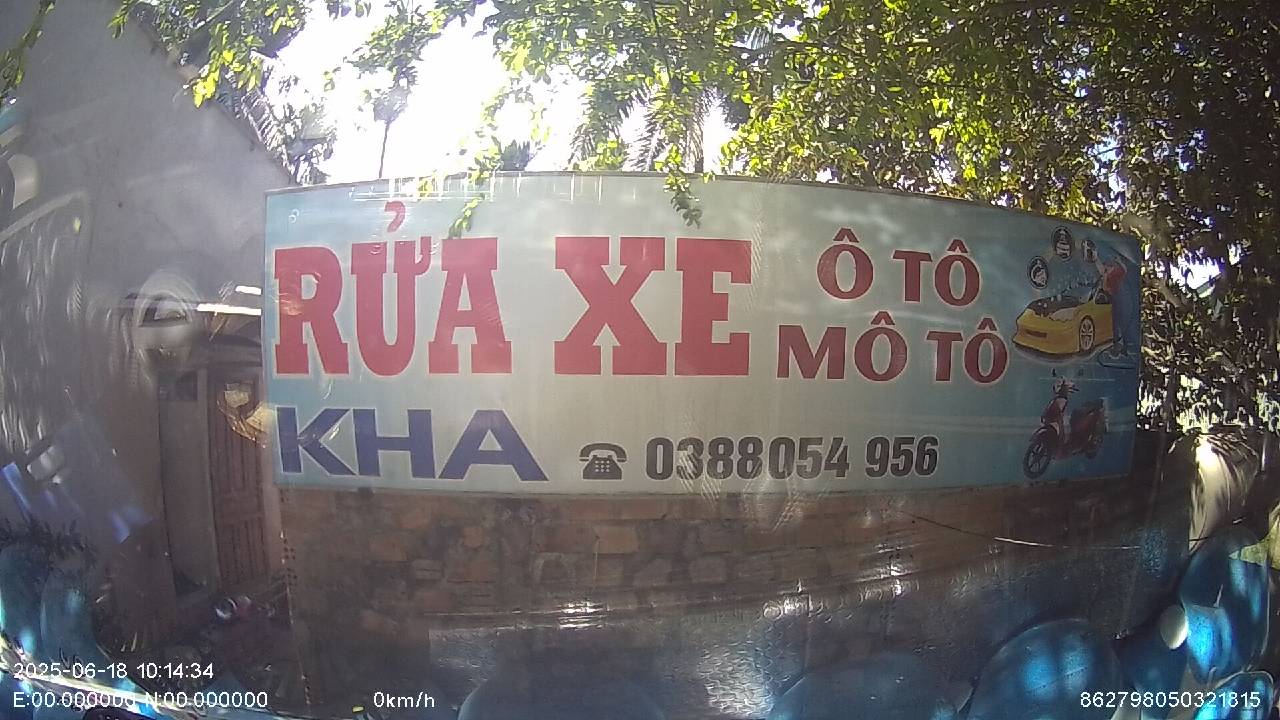 RỬA XE
Ô TÔ
MÔ TÔ
KHA
0388054 956
2025-06-18 10:14:34
E:00.000000 N:00.000000
0km/h
862798050321815